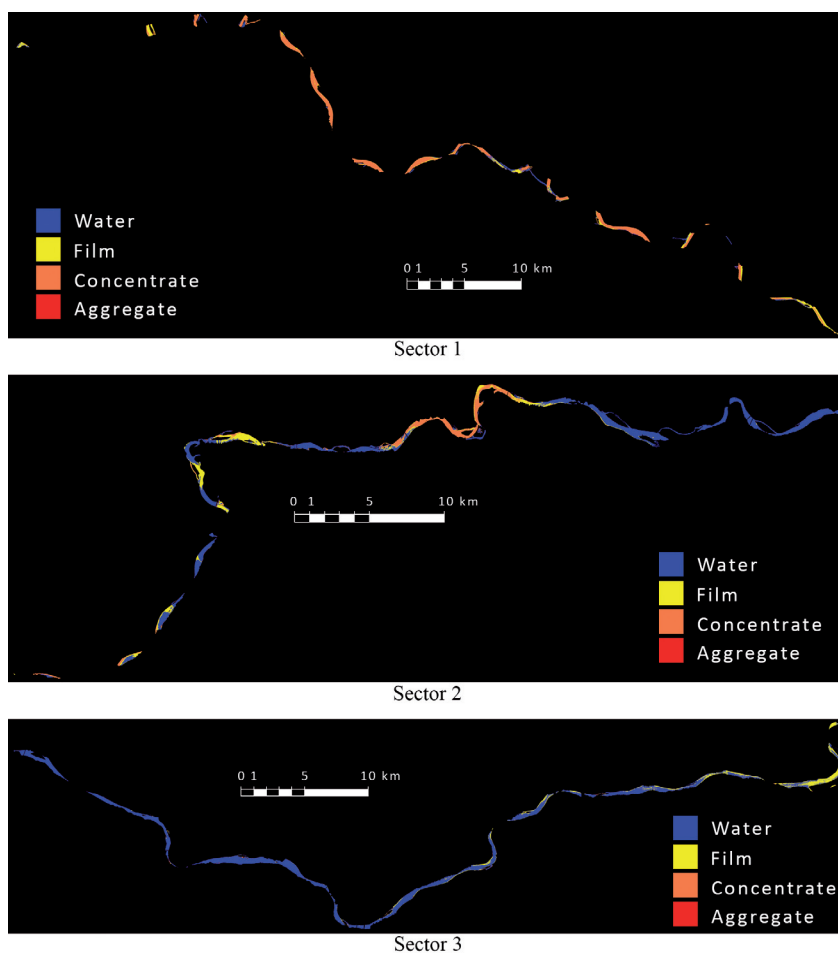 Water
Film
Concentrate
Aggregate
0 1 5 10 km
Sector 1
0 1 5 10 km
Water
Film
Concentrate
Aggregate
Sector 2
0 1 5 10 km
Water
Film
Concentrate
Aggregate
Sector 3